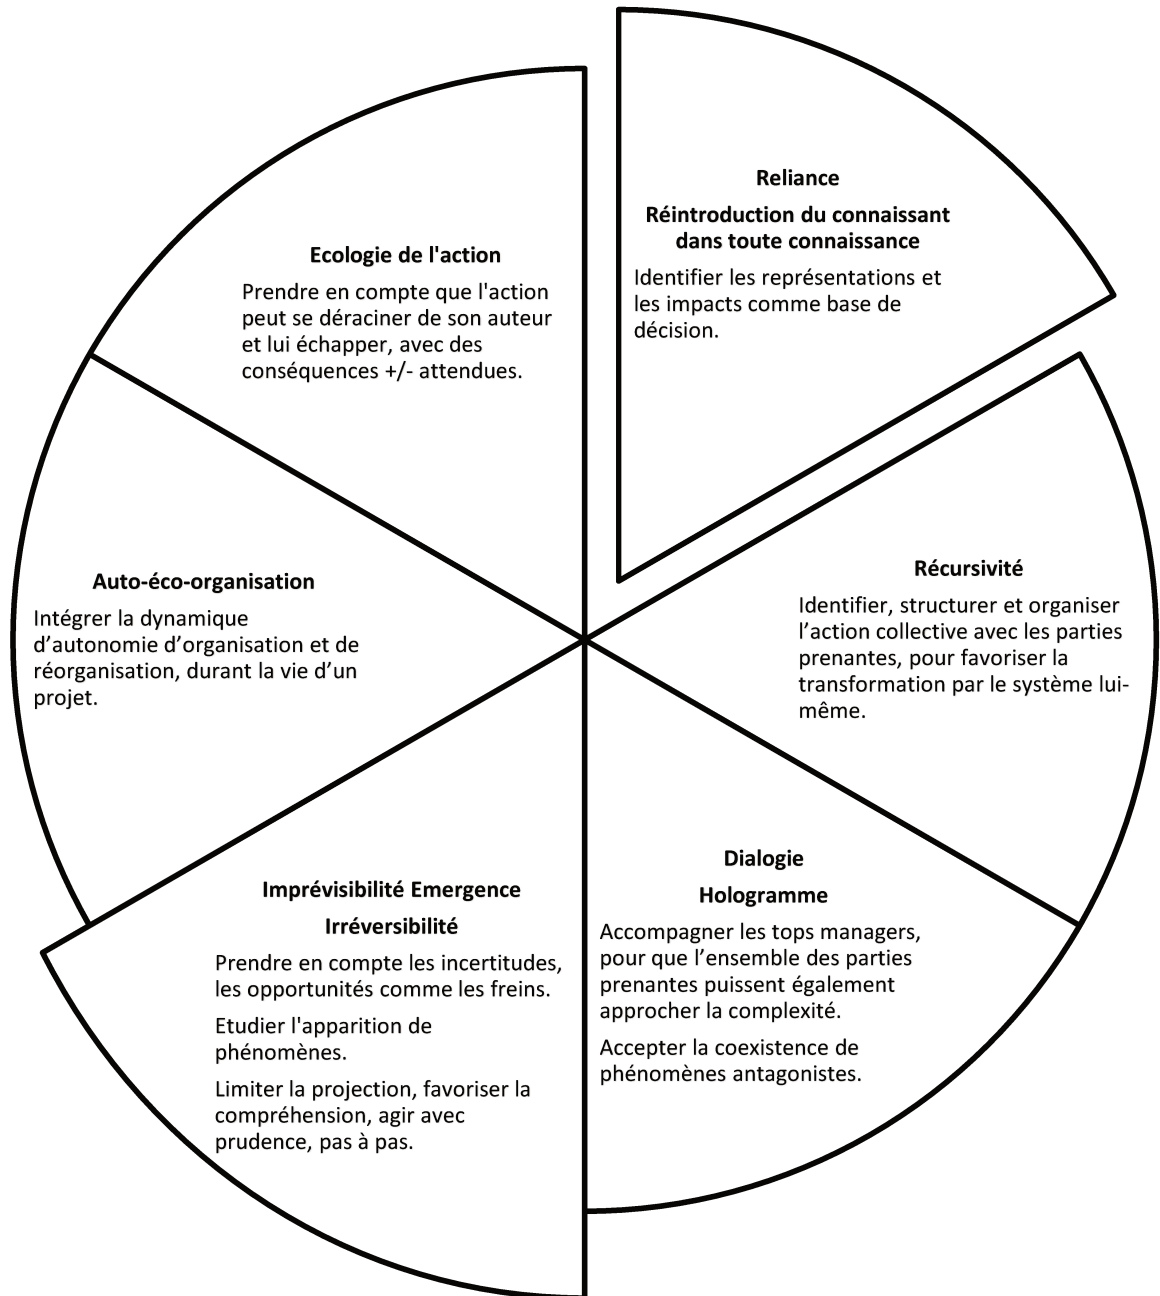 Reliance
Réintroduction du connaissant
dans toute connaissance
Identifier les représentations et
les impacts comme base de
décision.
Récursivité
Identifier, structurer et organiser
l’action collective avec les parties
prenantes, pour favoriser la
transformation par le système lui-
même.
Dialogie
Hologramme
Accompagner les tops managers,
pour que l’ensemble des parties
prenantes puissent également
approcher la complexité.
Accepter la coexistence de
phénomènes antagonistes.
Imprévisibilité Emergence
Irréversibilité
Prendre en compte les incertitudes,
les opportunités comme les freins.
Etudier l'apparition de
phénomènes.
Limiter la projection, favoriser la
compréhension, agir avec
prudence, pas à pas.
Auto-éco-organisation
Intégrer la dynamique
d’autonomie d’organisation et de
réorganisation, durant la vie d’un
projet.
Ecologie de l'action
Prendre en compte que l'action
peut se déraciner de son auteur
et lui échapper, avec des
conséquences +/- attendues.